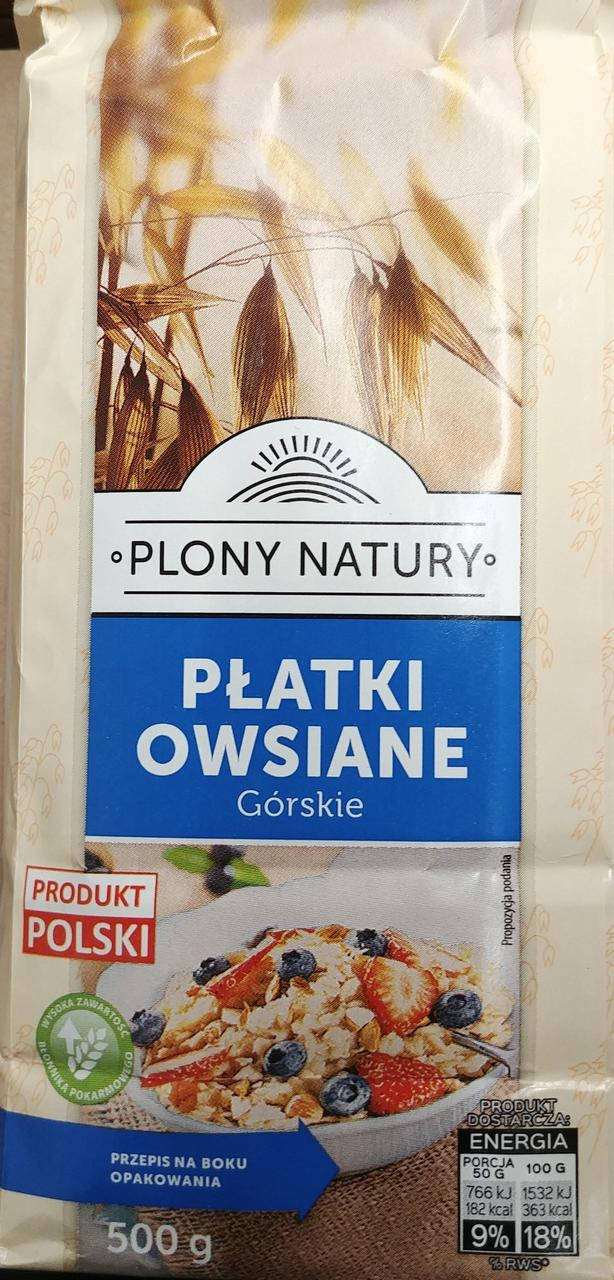 PLONY NATURY
PŁATKI
OWSIANE
Górskie
Propozycja podania
PRODUKT
POLSKI
WYSOKA ZAWARTOŚĆ
BŁONNIKA POKARMOWEGO
PRZEPIS NA BOKU
OPAKOWANIA
500 g
PRODUKT
DOSTARCZA:
ENERGIA
PORCJA 50 G 100 G
766 kJ 1532 kJ
182 kcal 363 kcal
9% 18%
% RWS*